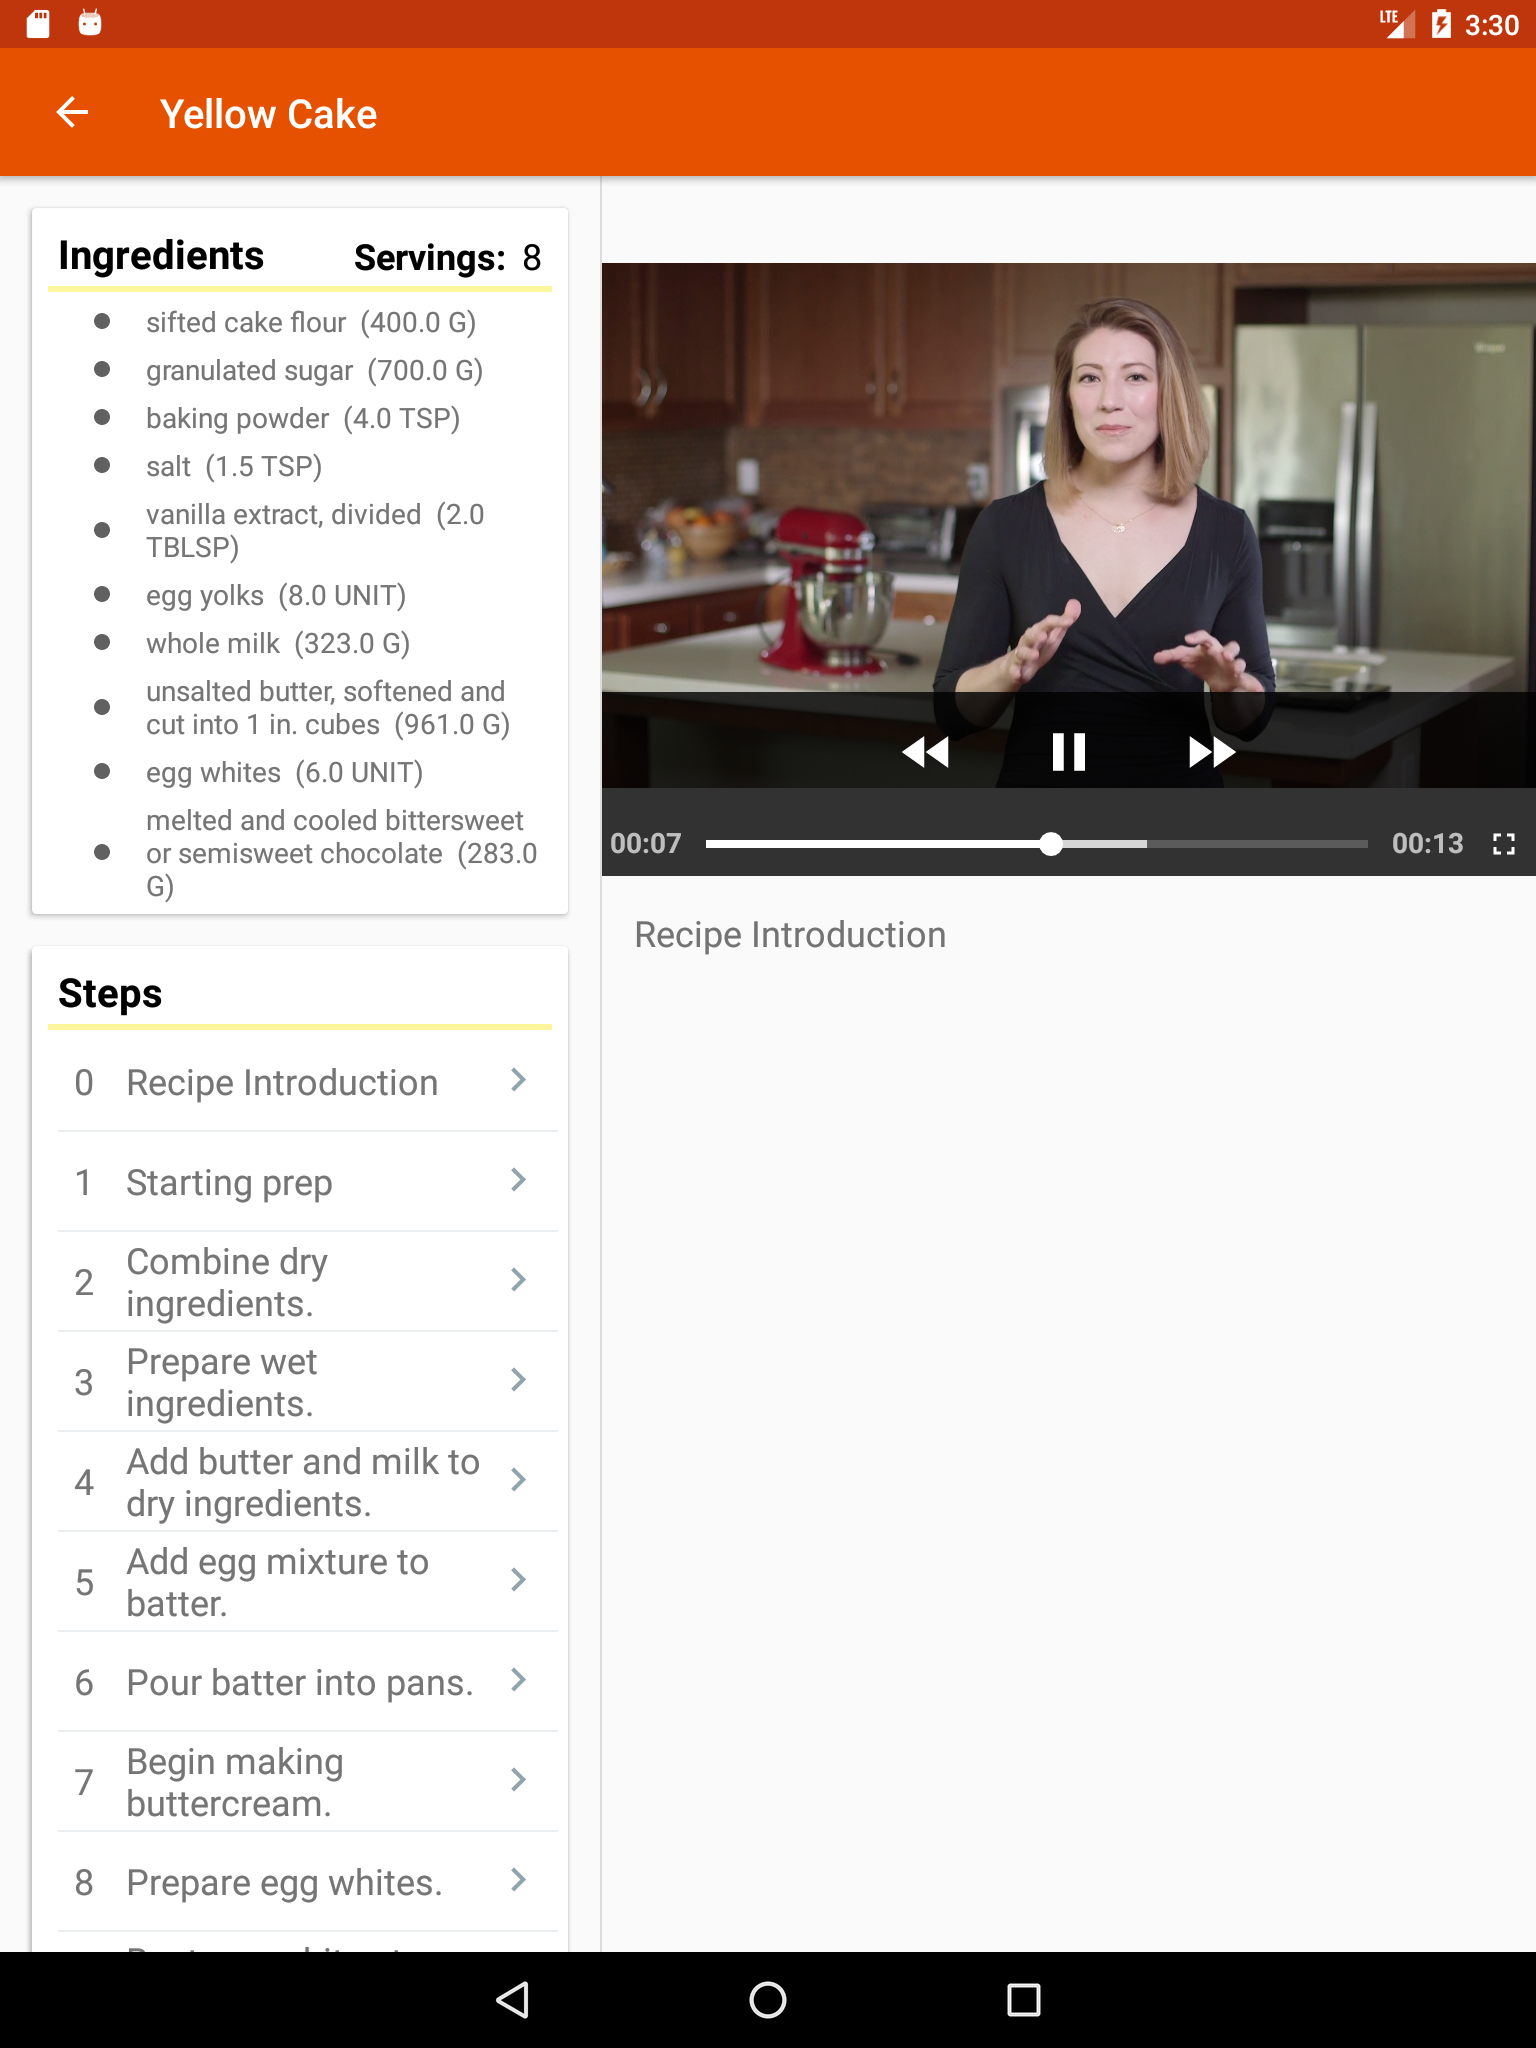 LTE 3:30
Yellow Cake
Ingredients Servings: 8
sifted cake flour (400.0 G)
granulated sugar (700.0 G)
baking powder (4.0 TSP)
salt (1.5 TSP)
vanilla extract, divided (2.0
TBLSP)
egg yolks (8.0 UNIT)
whole milk (323.0 G)
unsalted butter, softened and
cut into 1 in. cubes (961.0 G)
egg whites (6.0 UNIT)
melted and cooled bittersweet
or semisweet chocolate (283.0
G)
Steps
0 Recipe Introduction
1 Starting prep
2 Combine dry
ingredients.
3 Prepare wet
ingredients.
4 Add butter and milk to
dry ingredients.
5 Add egg mixture to
batter.
6 Pour batter into pans.
7 Begin making
buttercream.
8 Prepare egg whites.
00:07 00:13
Recipe Introduction